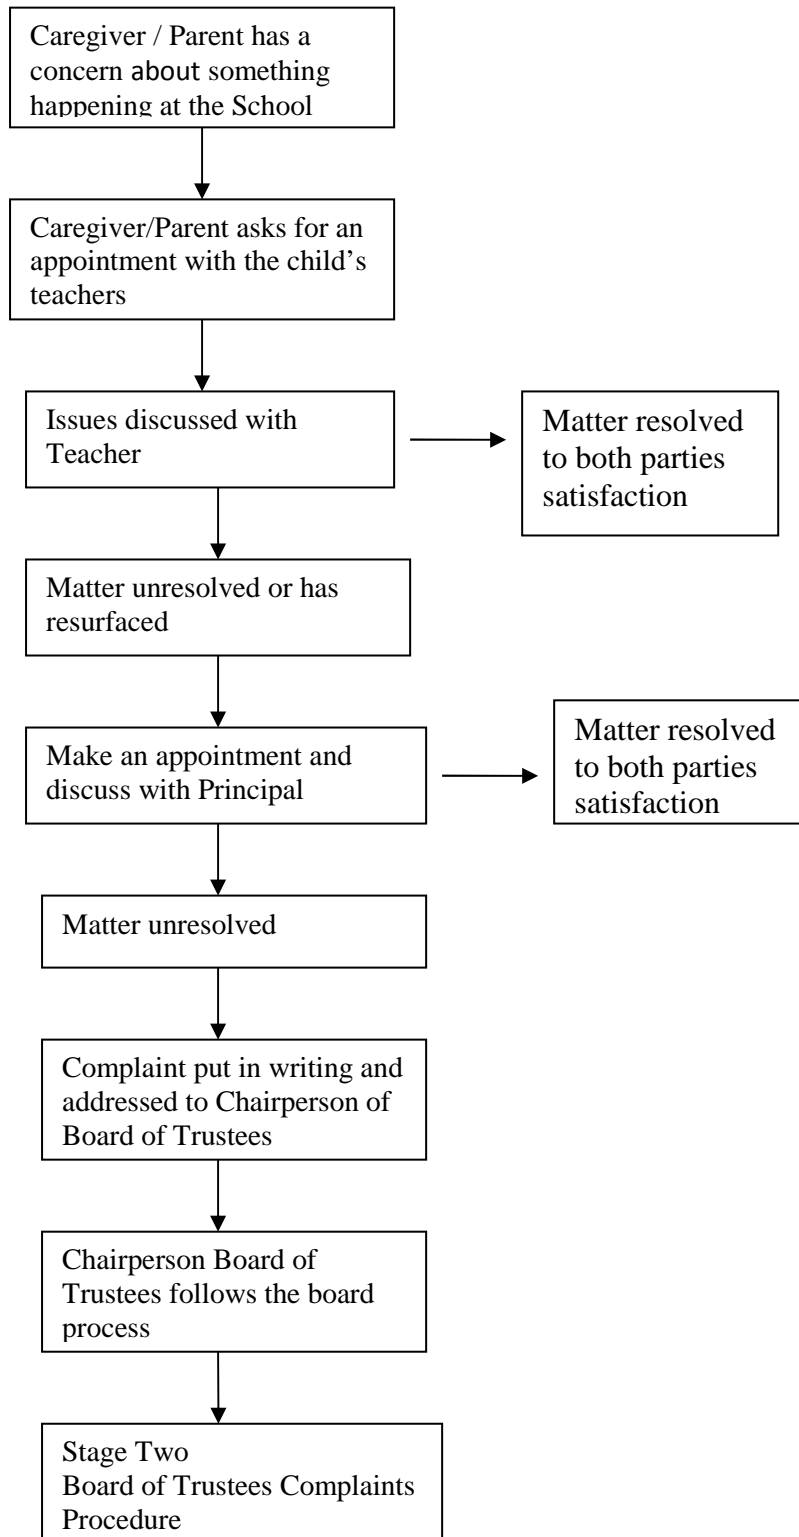 Caregiver / Parent has a
concern about something
happening at the School
Caregiver/Parent asks for an
appointment with the child's
teachers
Issues discussed with
Teacher
Matter resolved
to both parties
satisfaction
Matter unresolved or has
resurfaced
Make an appointment and
discuss with Principal
Matter resolved
to both parties
satisfaction
Matter unresolved
Complaint put in writing and
addressed to Chairperson of
Board of Trustees
Chairperson Board of
Trustees follows the board
process
Stage Two
Board of Trustees Complaints
Procedure